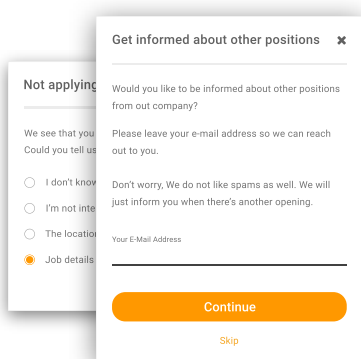 Get informed about other positions
Would you like to be informed about other positions
from out company?
Please leave your e-mail address so we can reach
out to you.
Don't worry, We do not like spams as well. We will
just inform you when there's another opening.
Your E-Mail Address
Continue
Skip
Not applying
We see that you
Could you tell us
I don't know
I'm not
The location
Job details